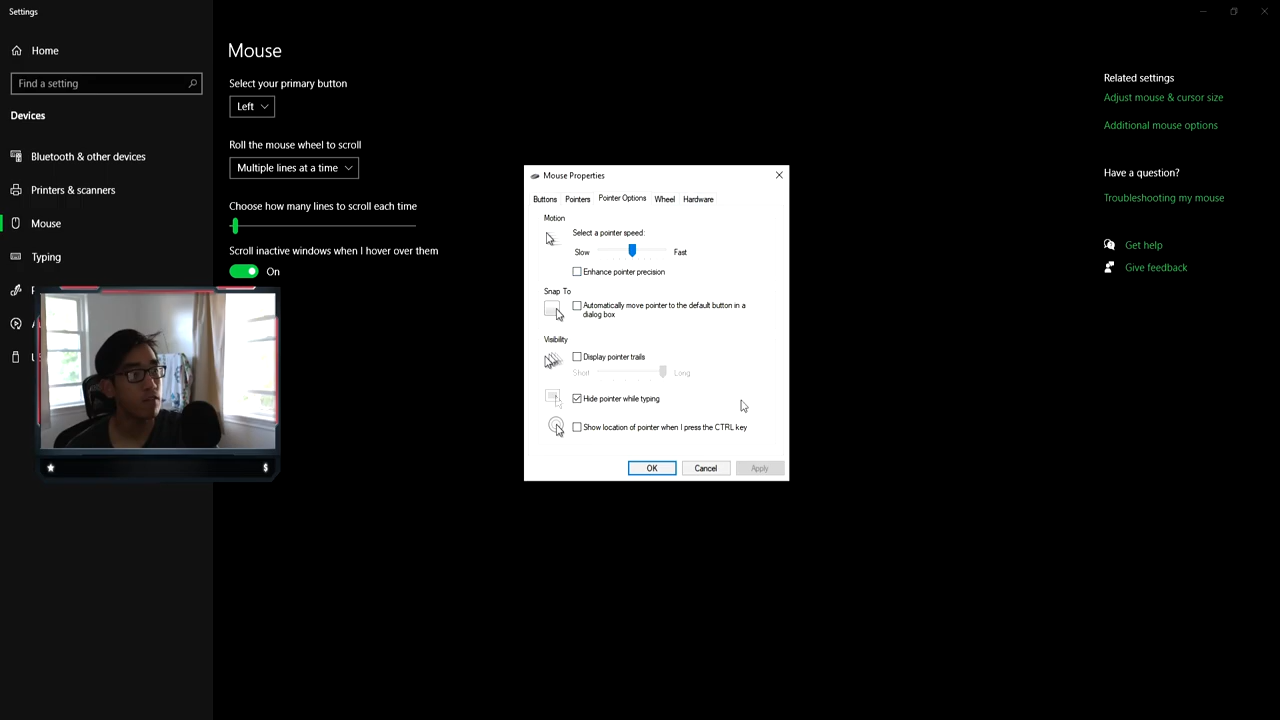 Settings
Home
Find a setting
Devices
Bluetooth & other devices
Printers & scanners
Mouse
Typing
Mouse
Select your primary button
Left
Roll the mouse wheel to scroll
Multiple lines at a time
Choose how many lines to scroll each time
Scroll inactive windows when I hover over them
On
Mouse Properties
Buttons Pointers Pointer Options Wheel Hardware
Motion
Select a pointer speed:
Slow Fast
Enhance pointer precision
Snap To
Automatically move pointer to the default button in a
dialog box
Visibility
Display pointer trails
Short Long
Hide pointer while typing
Show location of pointer when I press the CTRL key
OK Cancel Apply
Related settings
Adjust mouse & cursor size
Additional mouse options
Have a question?
Troubleshooting my mouse
Get help
Give feedback